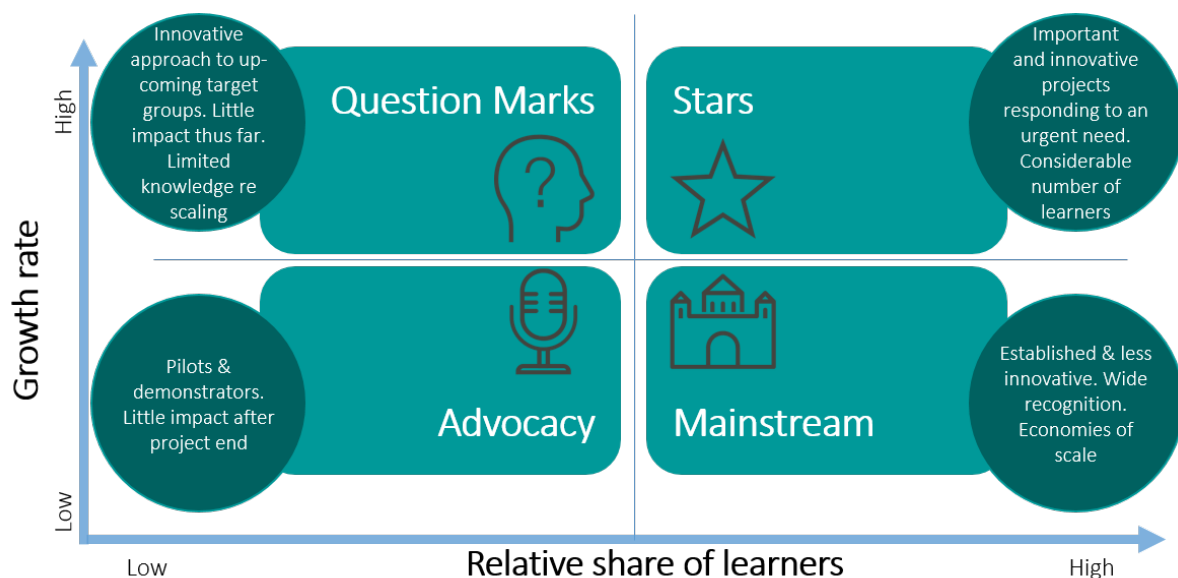 Innovative
approach to up-
coming target
groups. Little
impact thus far.
Limited
knowledge re
scaling
Question Marks
?
Stars
Important
and innovative
projects
responding to an
urgent need.
Considerable
number of
learners
High
Growth rate
Low
Pilots &
demonstrators.
Little impact after
project end
Advocacy
Mainstream
Established & less
innovative. Wide
recognition.
Economies of
scale
Low
Relative share of learners
High